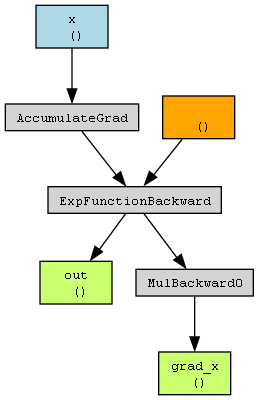 x
()
AccumulateGrad
()
ExpFunctionBackward
out
()
MulBackward0
grad_x
()